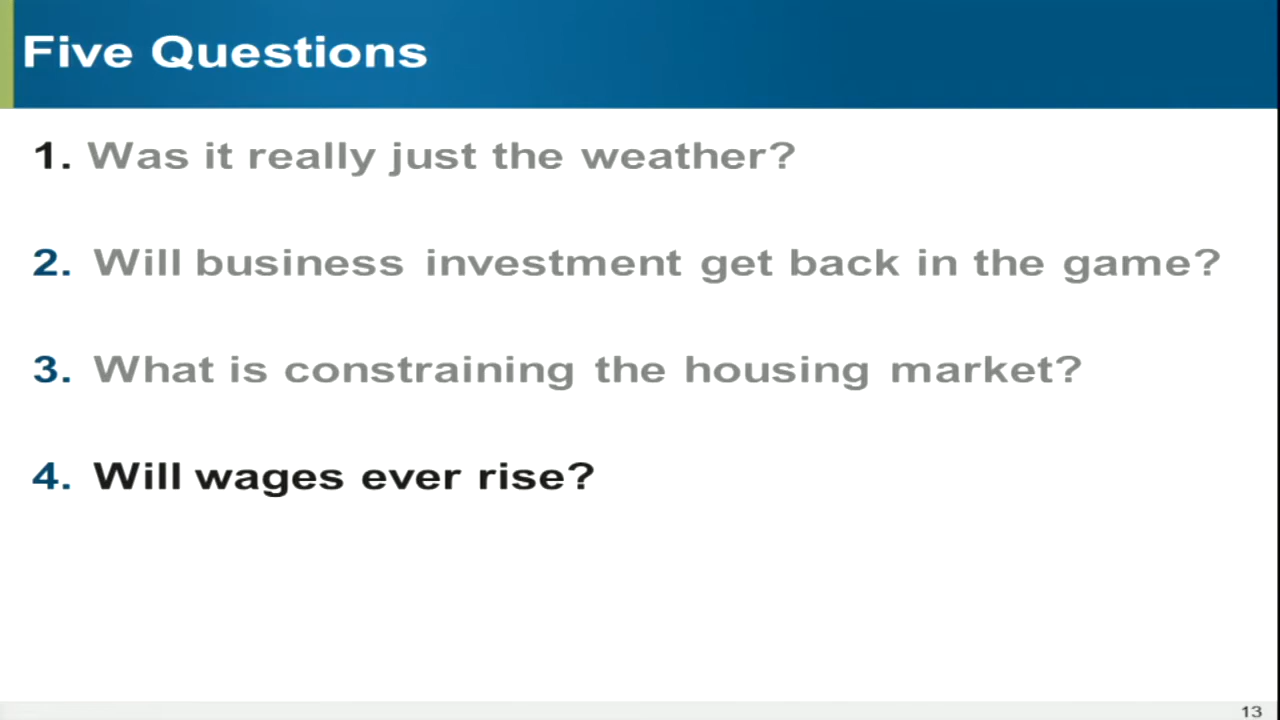 Five Questions
1. Was it really just the weather?
2. Will business investment get back in the game?
3. What is constraining the housing market?
4. Will wages ever rise?
13